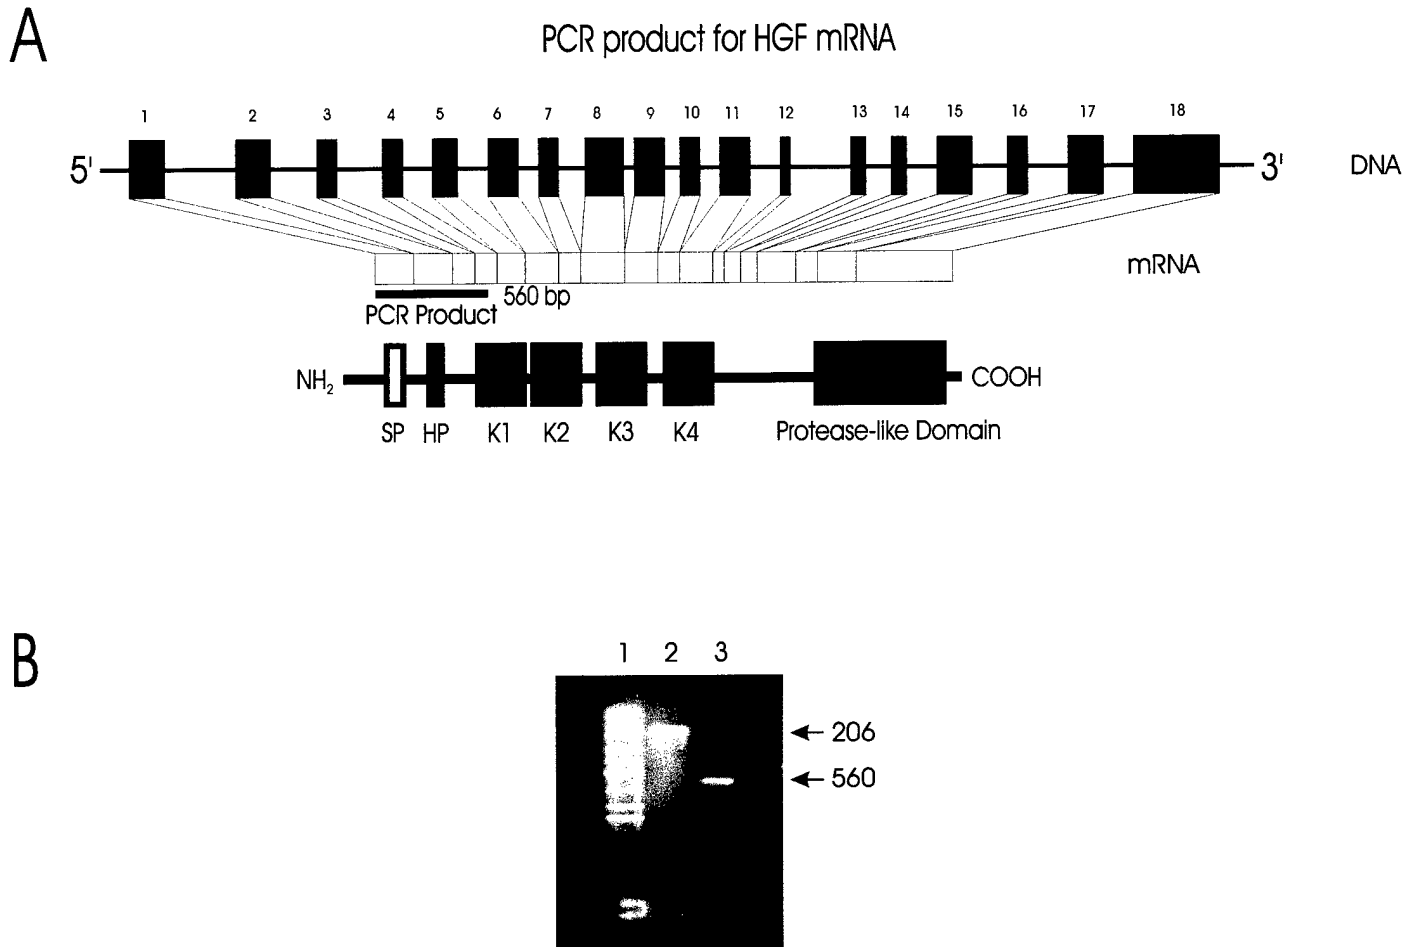 A
PCR product for HGF mRNA
1 2 3 4 5 6 7 8 9 10 11 12 13 14 15 16 17 18
5' 3' DNA
mRNA
560 bp
PCR Product
NH2 COOH
SP HP K1 K2 K3 K4 Protease-like Domain
B
1 2 3
206
560